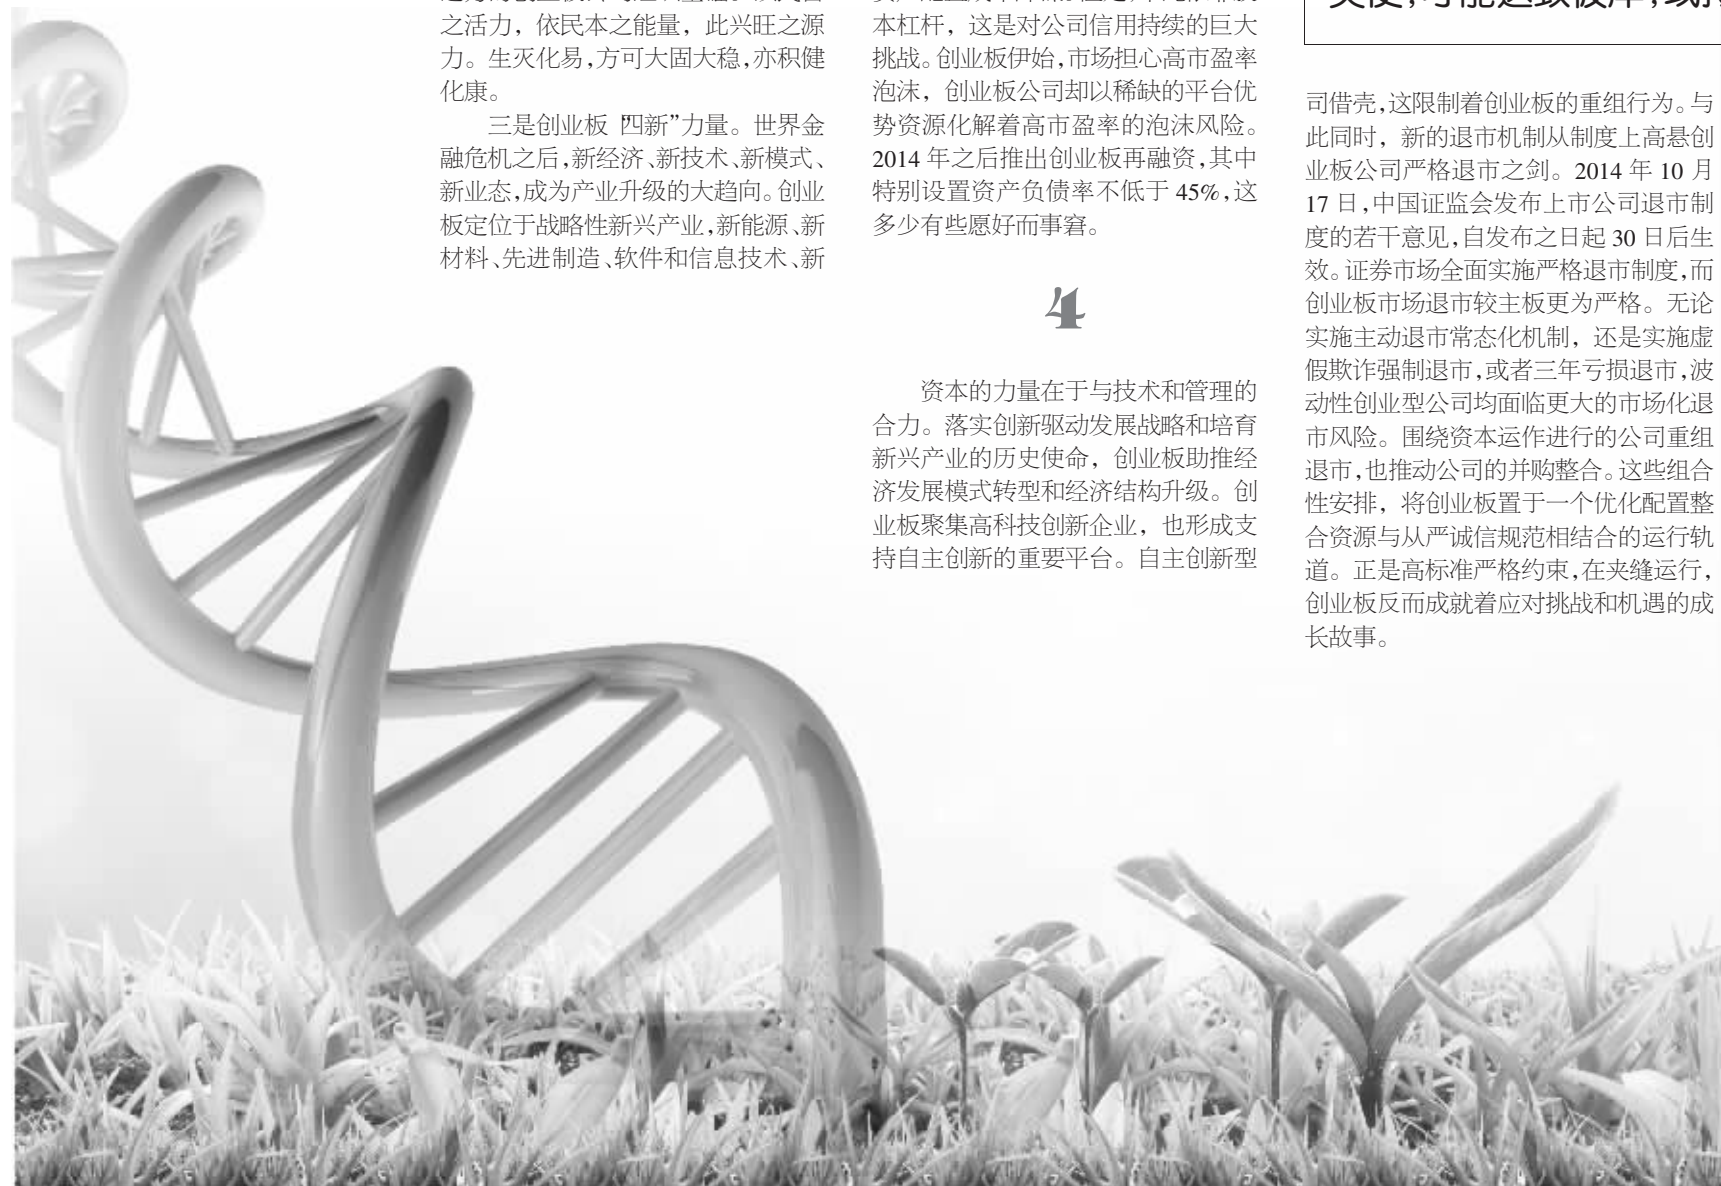 之活力，依民本之能量，此兴旺之源
力。生灭化易，方可大固大稳，亦积健
化康。
三是创业板“四新”力量。世界金
融危机之后，新经济、新技术、新模式、
新业态，成为产业升级的大趋向。创业
板定位于战略性新兴产业，新能源、新
材料、先进制造、软件和信息技术、新
本杠杆，这是对公司信用持续的巨大
挑战。创业板伊始，市场担心高市盈率
泡沫，创业板公司却以稀缺的平台优
势资源化解着高市盈率的泡沫风险。
2014 年之后推出创业板再融资，其中
特别设置资产负债率不低于 45%，这
多少有些愿好而事窘。
4
资本的力量在于与技术和管理的
合力。落实创新驱动发展战略和培育
新兴产业的历史使命，创业板助推经
济发展模式转型和经济结构升级。创
业板聚集高科技创新企业，也形成支
持自主创新的重要平台。自主创新型
司借壳，这限制着创业板的重组行为。与
此同时，新的退市机制从制度上高悬创
业板公司严格退市之剑。2014 年 10 月
17 日，中国证监会发布上市公司退市制
度的若干意见，自发布之日起 30 日后生
效。证券市场全面实施严格退市制度，而
创业板市场退市较主板更为严格。无论
实施主动退市常态化机制，还是实施虚
假欺诈强制退市，或者三年亏损退市，波
动性创业型公司均面临更大的市场化退
市风险。围绕资本运作进行的公司重组
退市，也推动公司的并购整合。这些组合
性安排，将创业板置于一个优化配置整
合资源与从严诚信规范相结合的运行轨
道。正是高标准严格约束，在夹缝运行，
创业板反而成就着应对挑战和机遇的成
长故事。